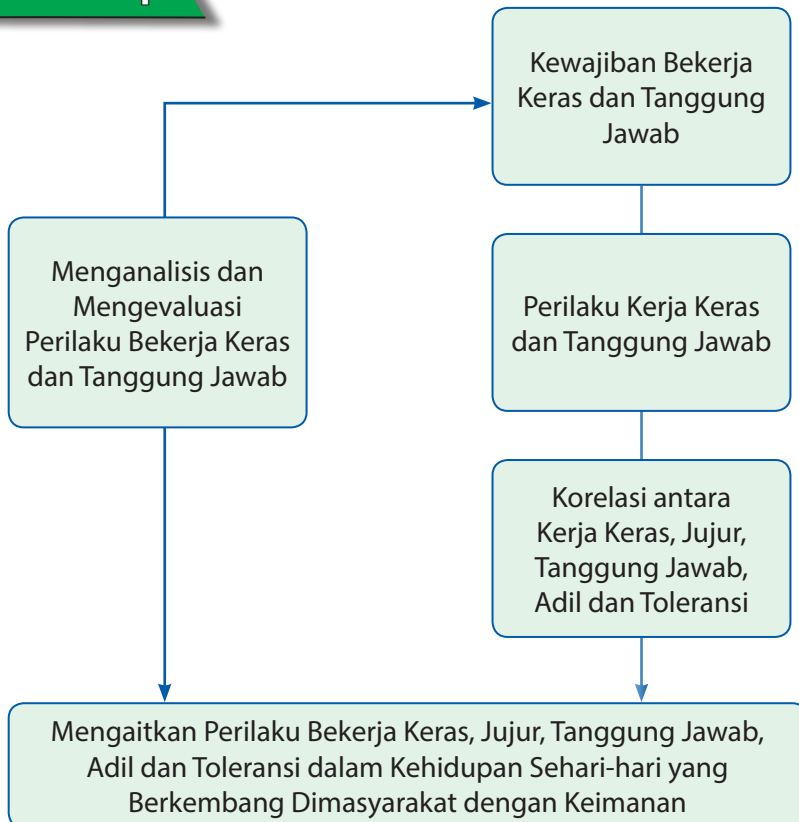 Kewajiban Bekerja
Keras dan Tanggung
Jawab
Menganalisis dan
Mengevaluasi
Perilaku Bekerja Keras
dan Tanggung Jawab
Perilaku Kerja Keras
dan Tanggung Jawab
Korelasi antara
Kerja Keras, Jujur,
Tanggung Jawab,
Adil dan Toleransi
Mengaitkan Perilaku Bekerja Keras, Jujur, Tanggung Jawab,
Adil dan Toleransi dalam Kehidupan Sehari-hari yang
Berkembang Dimasyarakat dengan Keimanan